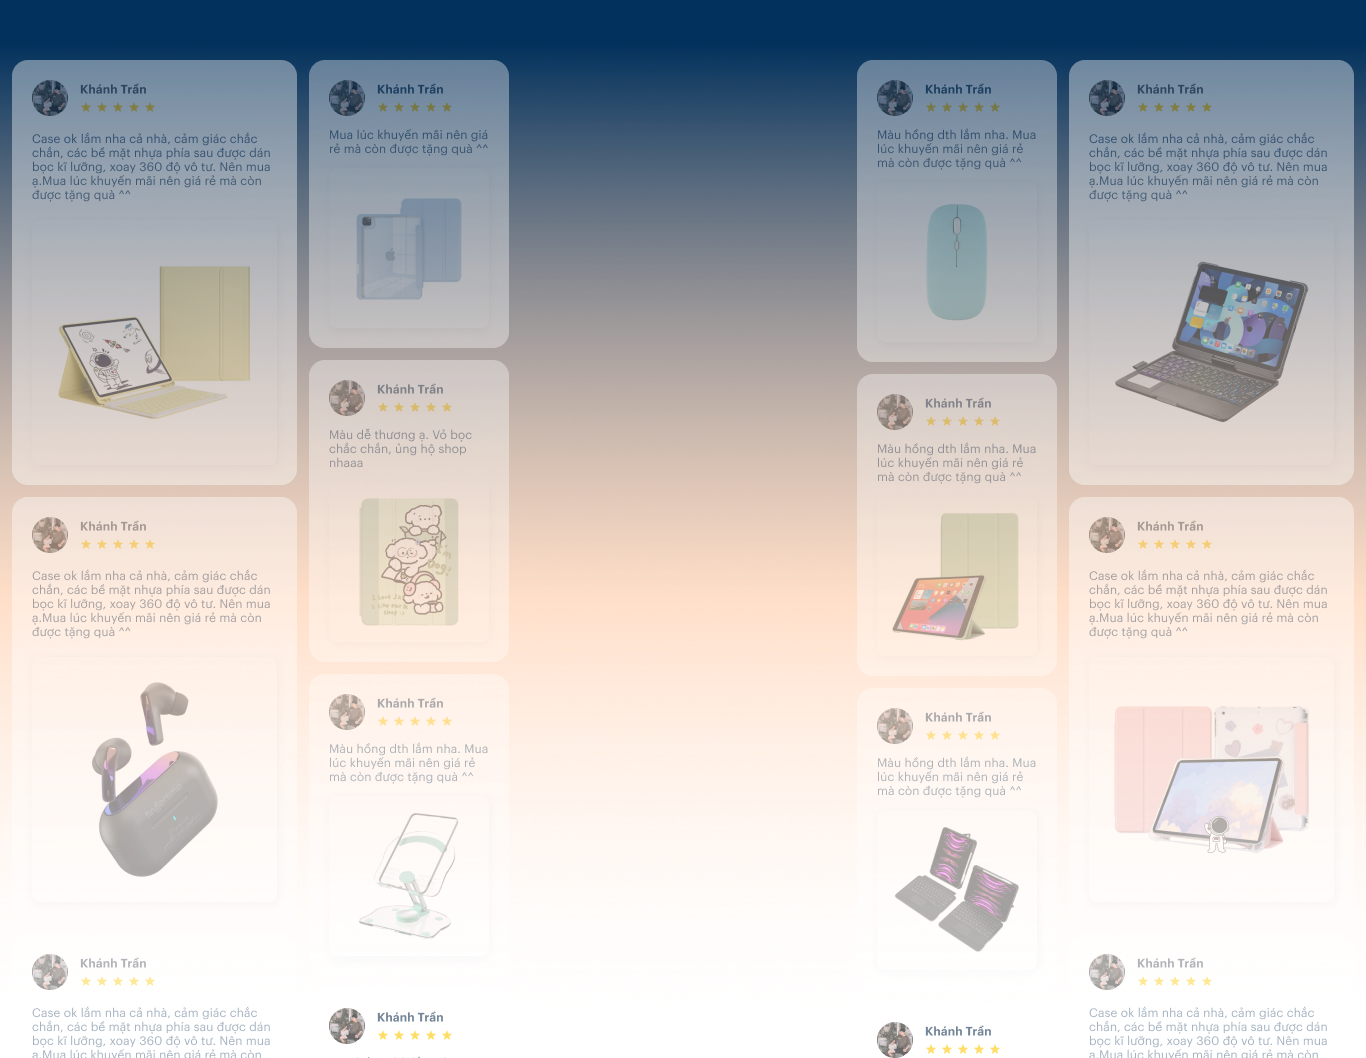 Khánh Trần
Case ok lắm nha cả nhà, cảm giác chắc
chắn, các bề mặt nhựa phía sau được dán
bọc kĩ lưỡng, xoay 360 độ vô tư. Nên mua
ạ.Mua lúc khuyến mãi nên giá rẻ mà còn
được tặng quà ^^
Khánh Trần
Case ok lắm nha cả nhà, cảm giác chắc
chắn, các bề mặt nhựa phía sau được dán
bọc kĩ lưỡng, xoay 360 độ vô tư. Nên mua
ạ.Mua lúc khuyến mãi nên giá rẻ mà còn
được tặng quà ^^
Khánh Trần
Case ok lắm nha cả nhà, cảm giác chắc
chắn, các bề mặt nhựa phía sau được dán
bọc kĩ lưỡng, xoay 360 độ vô tư. Nên mua
ạ.Mua lúc khuyến mãi nên giá rẻ mà còn
Khánh Trần
Mua lúc khuyến mãi nên giá
rẻ mà còn được tặng quà ^^
Khánh Trần
Màu dễ thương ạ. Vỏ bọc
chắc chắn, ủng hộ shop
nhaaa
Khánh Trần
Màu hồng dth lắm nha. Mua
lúc khuyến mãi nên giá rẻ
mà còn được tặng quà ^^
Khánh Trần
Khánh Trần
Màu hồng dth lắm nha. Mua
lúc khuyến mãi nên giá rẻ
mà còn được tặng quà ^^
Khánh Trần
Màu hồng dth lắm nha. Mua
lúc khuyến mãi nên giá rẻ
mà còn được tặng quà ^^
Khánh Trần
Màu hồng dth lắm nha. Mua
lúc khuyến mãi nên giá rẻ
mà còn được tặng quà ^^
Khánh Trần
Khánh Trần
Case ok lắm nha cả nhà, cảm giác chắc
chắn, các bề mặt nhựa phía sau được dán
bọc kĩ lưỡng, xoay 360 độ vô tư. Nên mua
ạ.Mua lúc khuyến mãi nên giá rẻ mà còn
được tặng quà ^^
Khánh Trần
Case ok lắm nha cả nhà, cảm giác chắc
chắn, các bề mặt nhựa phía sau được dán
bọc kĩ lưỡng, xoay 360 độ vô tư. Nên mua
ạ.Mua lúc khuyến mãi nên giá rẻ mà còn
được tặng quà ^^
Khánh Trần
Case ok lắm nha cả nhà, cảm giác chắc
chắn, các bề mặt nhựa phía sau được dán
bọc kĩ lưỡng, xoay 360 độ vô tư. Nên mua
ạ.Mua lúc khuyến mãi nên giá rẻ mà còn